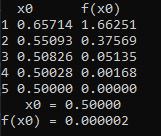 x0 f(x0)
1 0.65714 1.66251
2 0.55093 0.37569
3 0.50826 0.05135
4 0.50028 0.00168
5 0.50000 0.00000
x0 = 0.50000
f(x0) = 0.000002